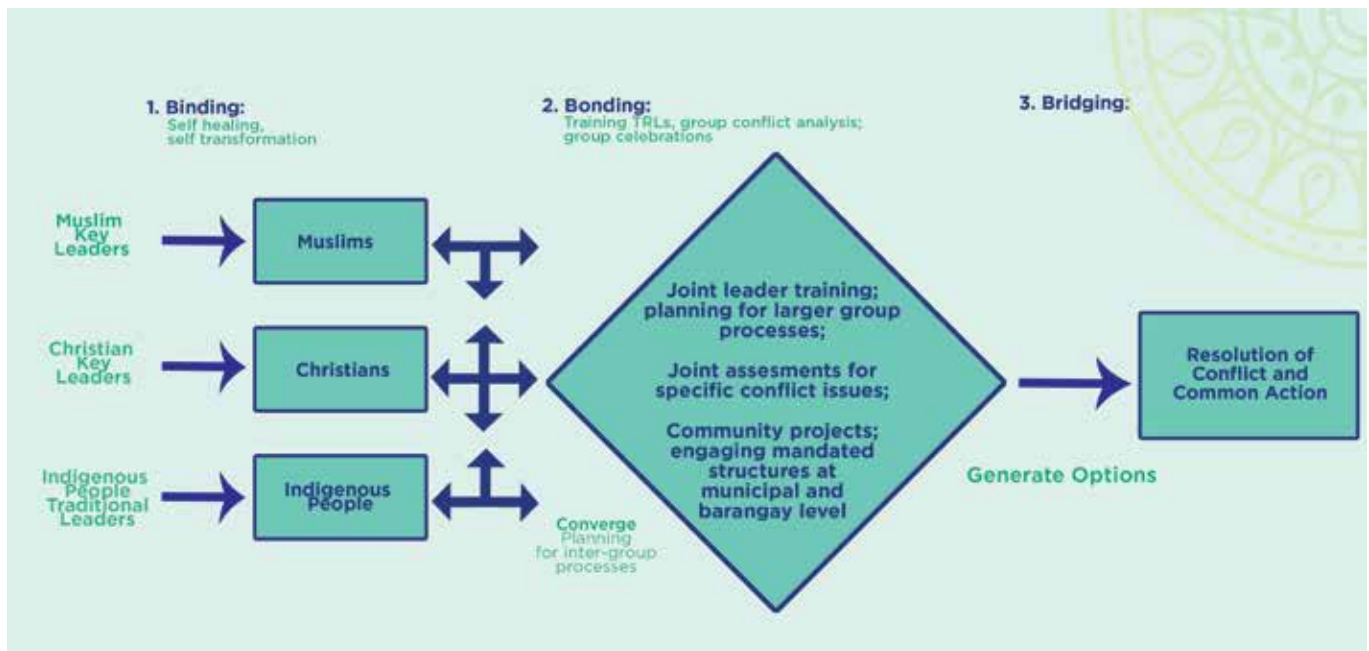 1. Binding:
Self healing,
self transformation
2. Bonding:
Training TRLs, group conflict analysis;
group celebrations
3. Bridging:
Muslim
Key
Leaders
Muslims
Christian
Key
Leaders
Christians
Indigenous
People
Traditional
Leaders
Indigenous
People
Converge
Planning
for inter-group
processes
Joint leader training;
planning for larger group
processes;
Joint assesments for
specific conflict issues;
Community projects;
engaging mandated
structures at
municipal and
barangay level
Generate Options
Resolution of
Conflict and
Common Action